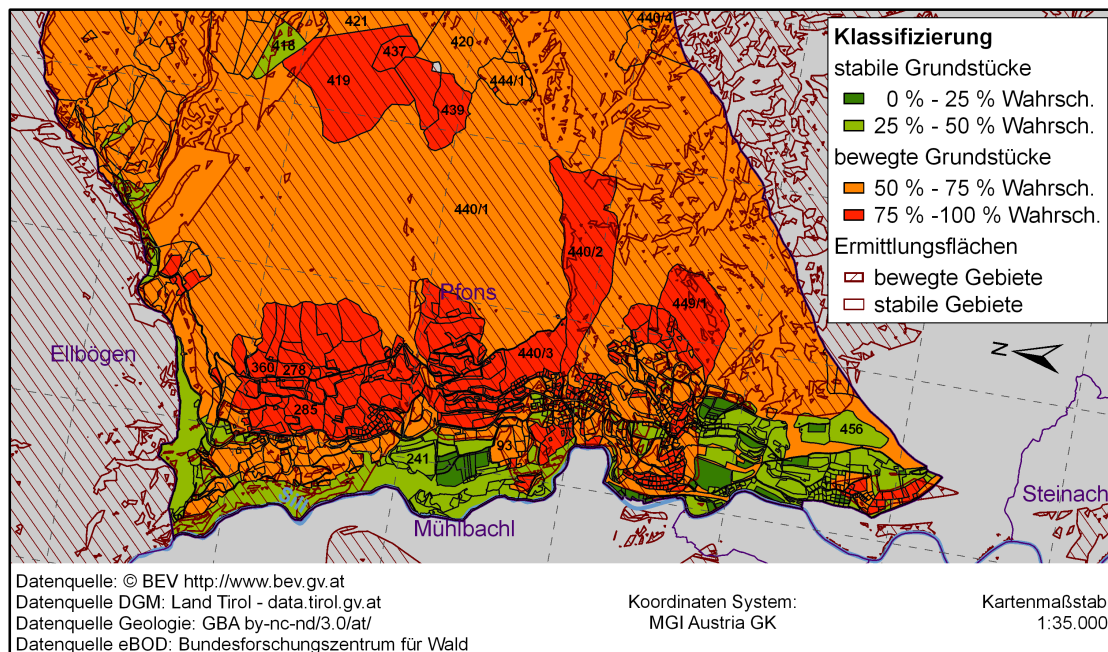 421
440/4
418
437
420
419
444/1
439
440/1
440/2
Pfons
449/1
Ellbögen
440/3
360
278
285
93
456
241
Sill
Mühlbachl
Steinach
N
Klassifizierung
stabile Grundstücke
0 % - 25 % Wahrsch.
25 % - 50 % Wahrsch.
bewegte Grundstücke
50 % - 75 % Wahrsch.
75 % -100 % Wahrsch.
Ermittlungsflächen
bewegte Gebiete
stabile Gebiete
Datenquelle: © BEV http://www.bev.gv.at
Datenquelle DGM: Land Tirol - data.tirol.gv.at
Datenquelle Geologie: GBA by-nc-nd/3.0/at/
Datenquelle eBOD: Bundesforschungszentrum für Wald
Koordinaten System:
MGI Austria GK
Kartenmaßstab
1:35.000